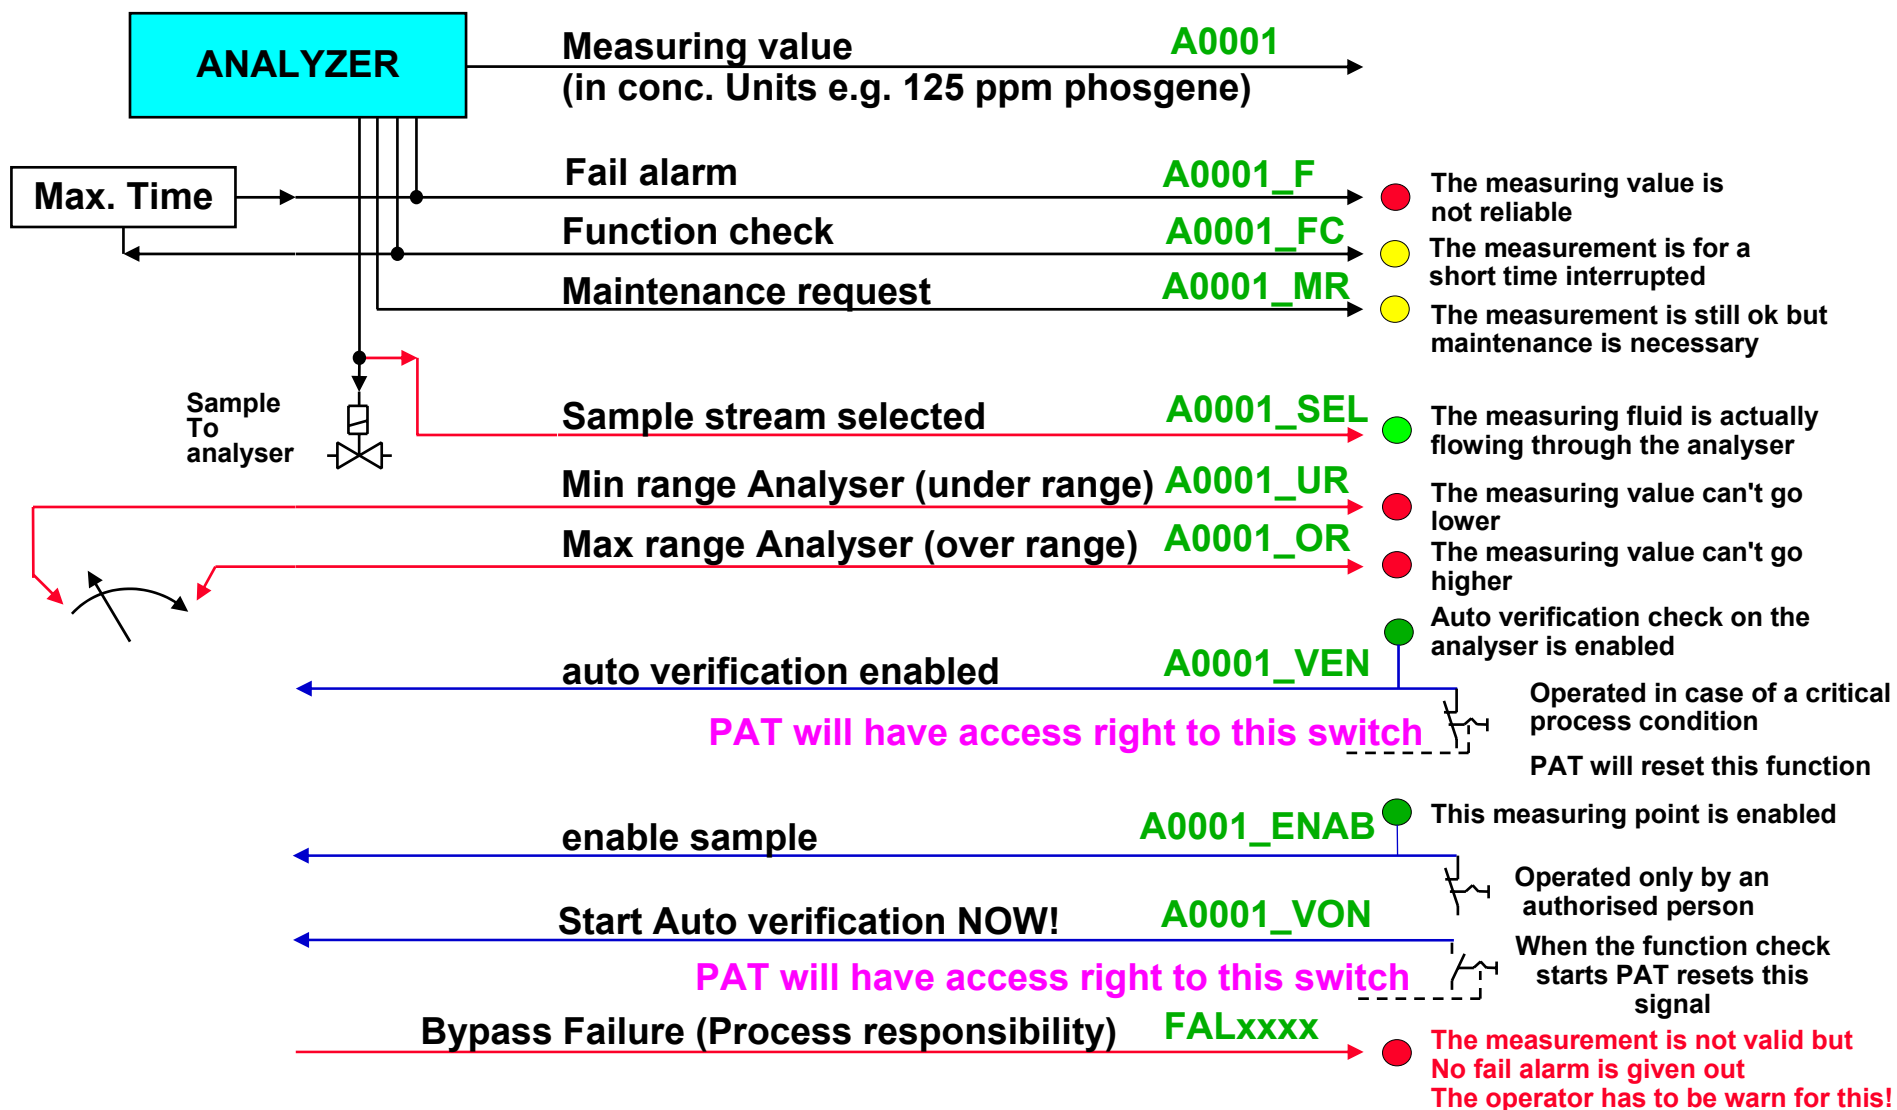 ANALYZER
Measuring value
A0001
(in conc. Units e.g. 125 ppm phosgene)
Max. Time
Fail alarm
A0001_F
The measuring value is
not reliable
Function check
A0001_FC
The measurement is for a
short time interrupted
Maintenance request
A0001_MR
The measurement is still ok but
maintenance is necessary
Sample
To
analyser
Sample stream selected
A0001_SEL
The measuring fluid is actually
flowing through the analyser
Min range Analyser (under range)
A0001_UR
The measuring value can't go
lower
Max range Analyser (over range)
A0001_OR
The measuring value can't go
higher
Auto verification check on the
analyser is enabled
auto verification enabled
A0001_VEN
Operated in case of a critical
process condition
PAT will have access right to this switch
PAT will reset this function
This measuring point is enabled
enable sample
A0001_ENAB
Operated only by an
authorised person
Start Auto verification NOW!
A0001_VON
When the function check
starts PAT resets this
signal
PAT will have access right to this switch
Bypass Failure (Process responsibility)
FALxxxx
The measurement is not valid but
No fail alarm is given out
The operator has to be warn for this!